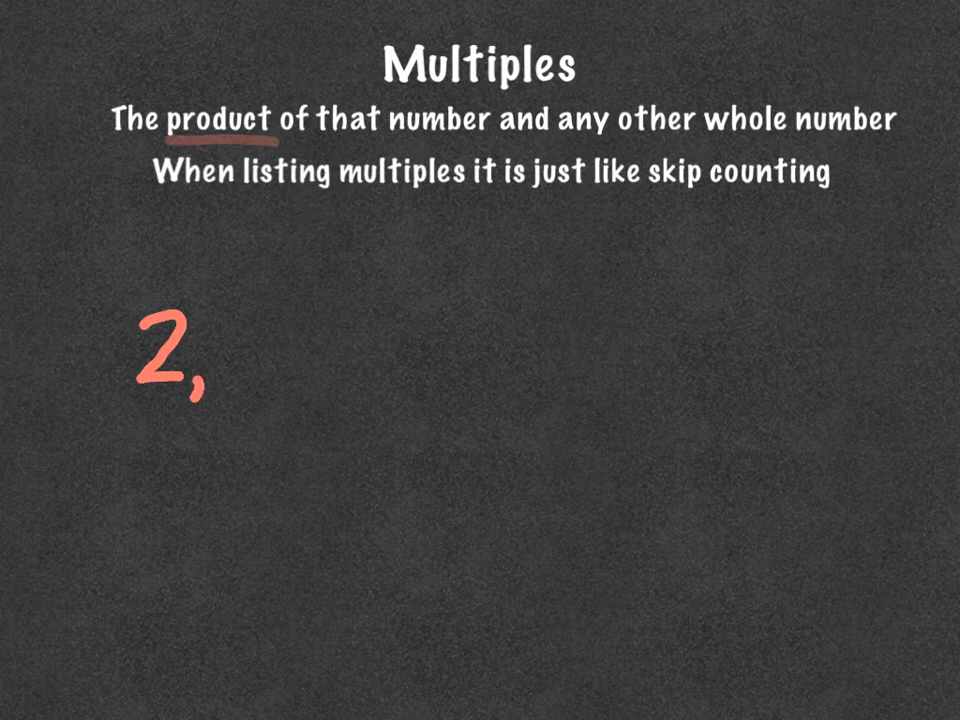 Multiples
The product of that number and any other whole number
When listing multiples it is just like skip counting
2,